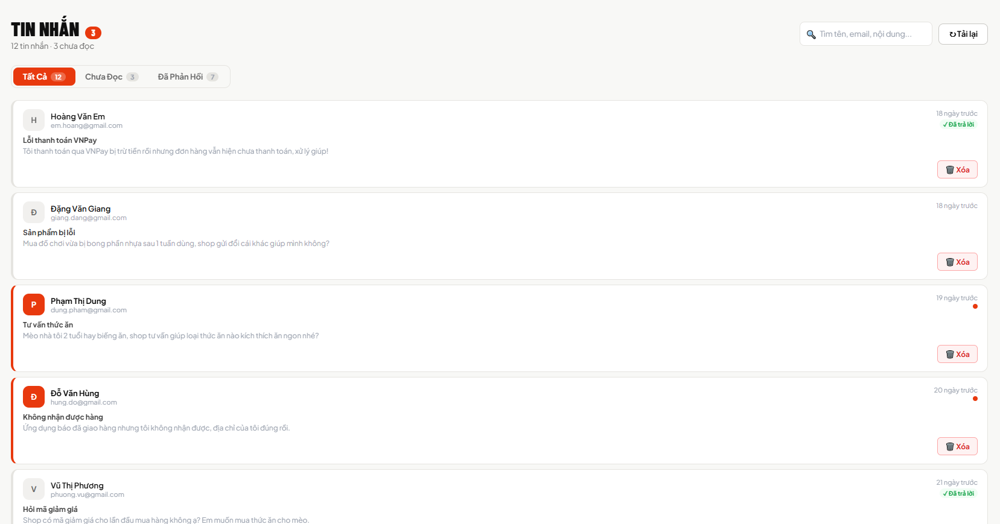 TIN NHẮN 3
12 tin nhắn · 3 chưa đọc
Tìm tên, email, nội dung...
↻ Tải lại
Tất Cả 12
Chưa Đọc 3
Đã Phản Hồi 7
H
Hoàng Văn Em
em.hoang@gmail.com
18 ngày trước
✓ Đã trả lời
Lỗi thanh toán VNPay
Tôi thanh toán qua VNPay bị trừ tiền rồi nhưng đơn hàng vẫn hiện chưa thanh toán, xử lý giúp!
Xóa
Đ
Đặng Văn Giang
giang.dang@gmail.com
18 ngày trước
Sản phẩm bị lỗi
Mua đồ chơi vừa bị bong phần nhựa sau 1 tuần dùng, shop gửi đổi cái khác giúp mình không?
Xóa
P
Phạm Thị Dung
dung.pham@gmail.com
19 ngày trước
Tư vấn thức ăn
Mèo nhà tôi 2 tuổi hay biếng ăn, shop tư vấn giúp loại thức ăn nào kích thích ăn ngon nhé?
Xóa
Đ
Đỗ Văn Hùng
hung.do@gmail.com
20 ngày trước
Không nhận được hàng
Ứng dụng báo đã giao hàng nhưng tôi không nhận được, địa chỉ của tôi đúng rồi.
Xóa
V
Vũ Thị Phương
phuong.vu@gmail.com
21 ngày trước
✓ Đã trả lời
Hỏi mã giảm giá
Shop có mã giảm giá cho lần đầu mua hàng không ạ? Em muốn mua thức ăn cho mèo.